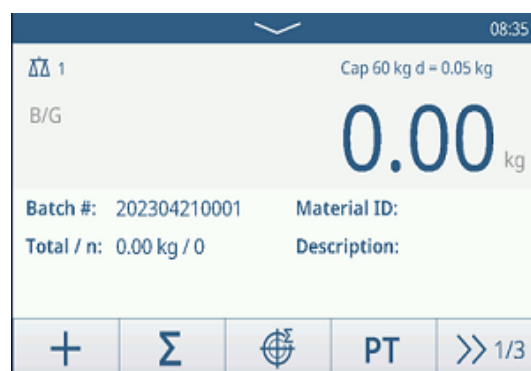 08:35
1 Cap 60 kg d = 0.05 kg
B/G
0.00 kg
Batch #: 202304210001 Material ID:
Total / n: 0.00 kg / 0 Description:
+ Σ Σ PT >> 1/3